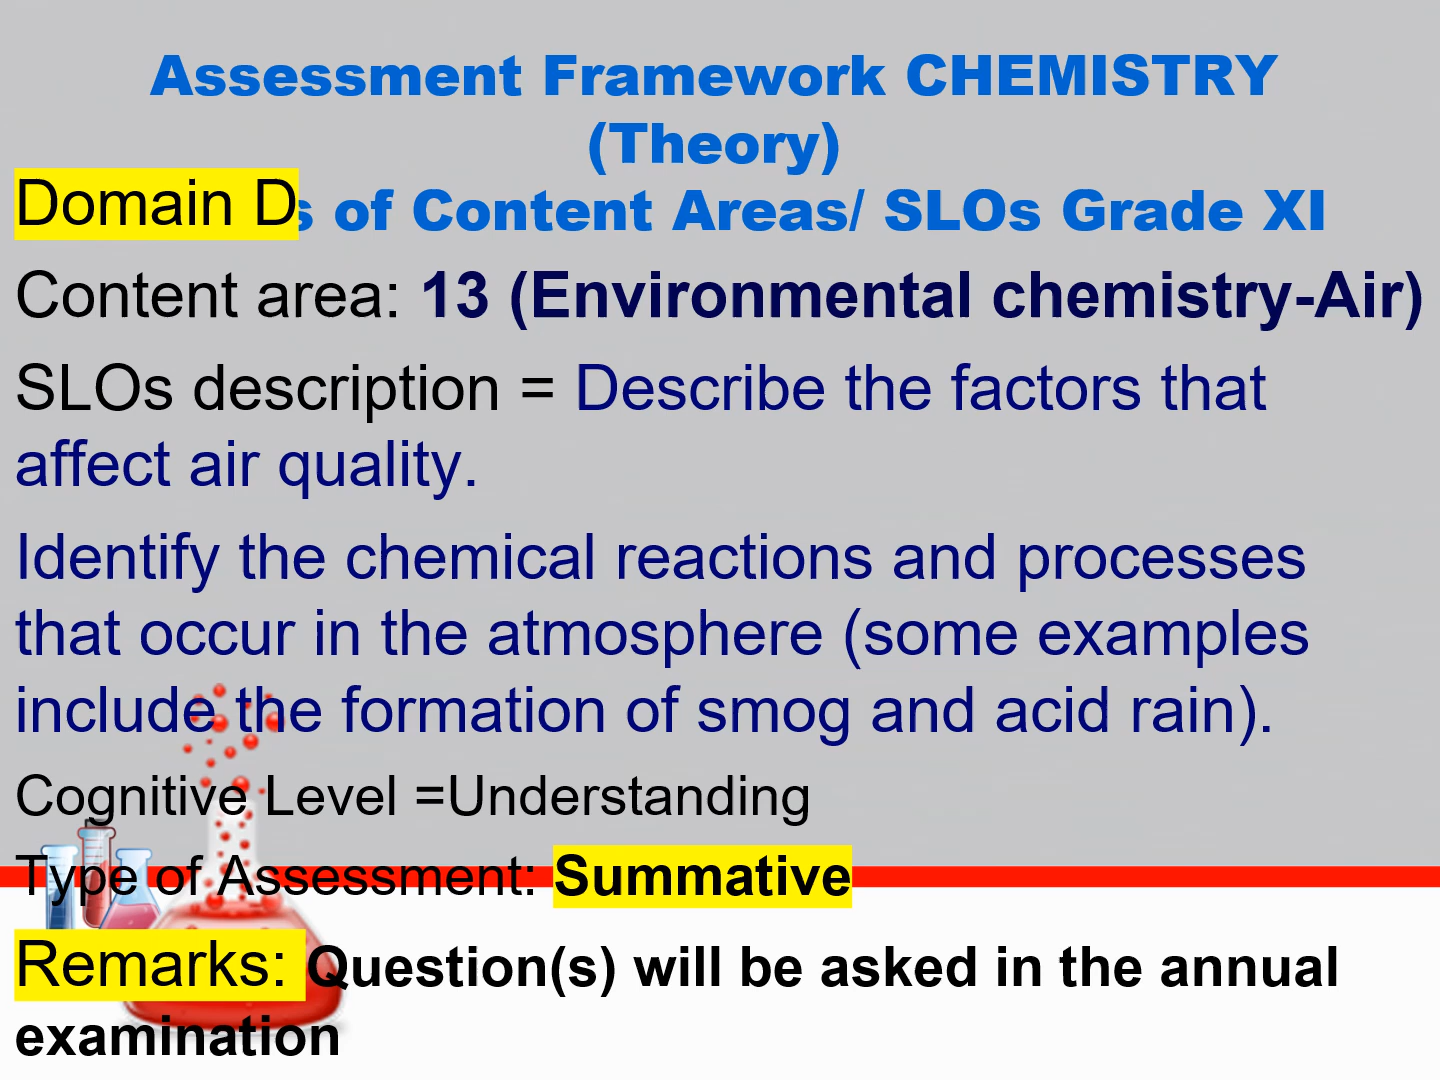 Assessment Framework CHEMISTRY
(Theory)
Domain D
s of Content Areas/ SLOs Grade XI
Content area: 13 (Environmental chemistry-Air)
SLOs description = Describe the factors that
affect air quality.
Identify the chemical reactions and processes
that occur in the atmosphere (some examples
include the formation of smog and acid rain).
Cognitive Level =Understanding
Type of Assessment: Summative
Remarks: Question(s) will be asked in the annual
examination